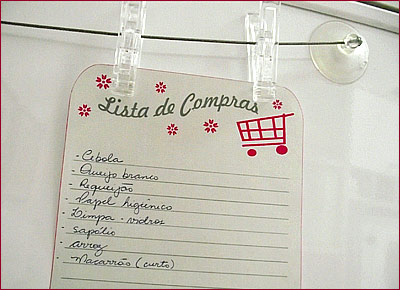 Lista de Compras
- Cebola
- Queijo branco
- Requeijão
- Papel higiênico
- Limpa-vidros
- sapólio
- arroz
- Macarrão (curto)